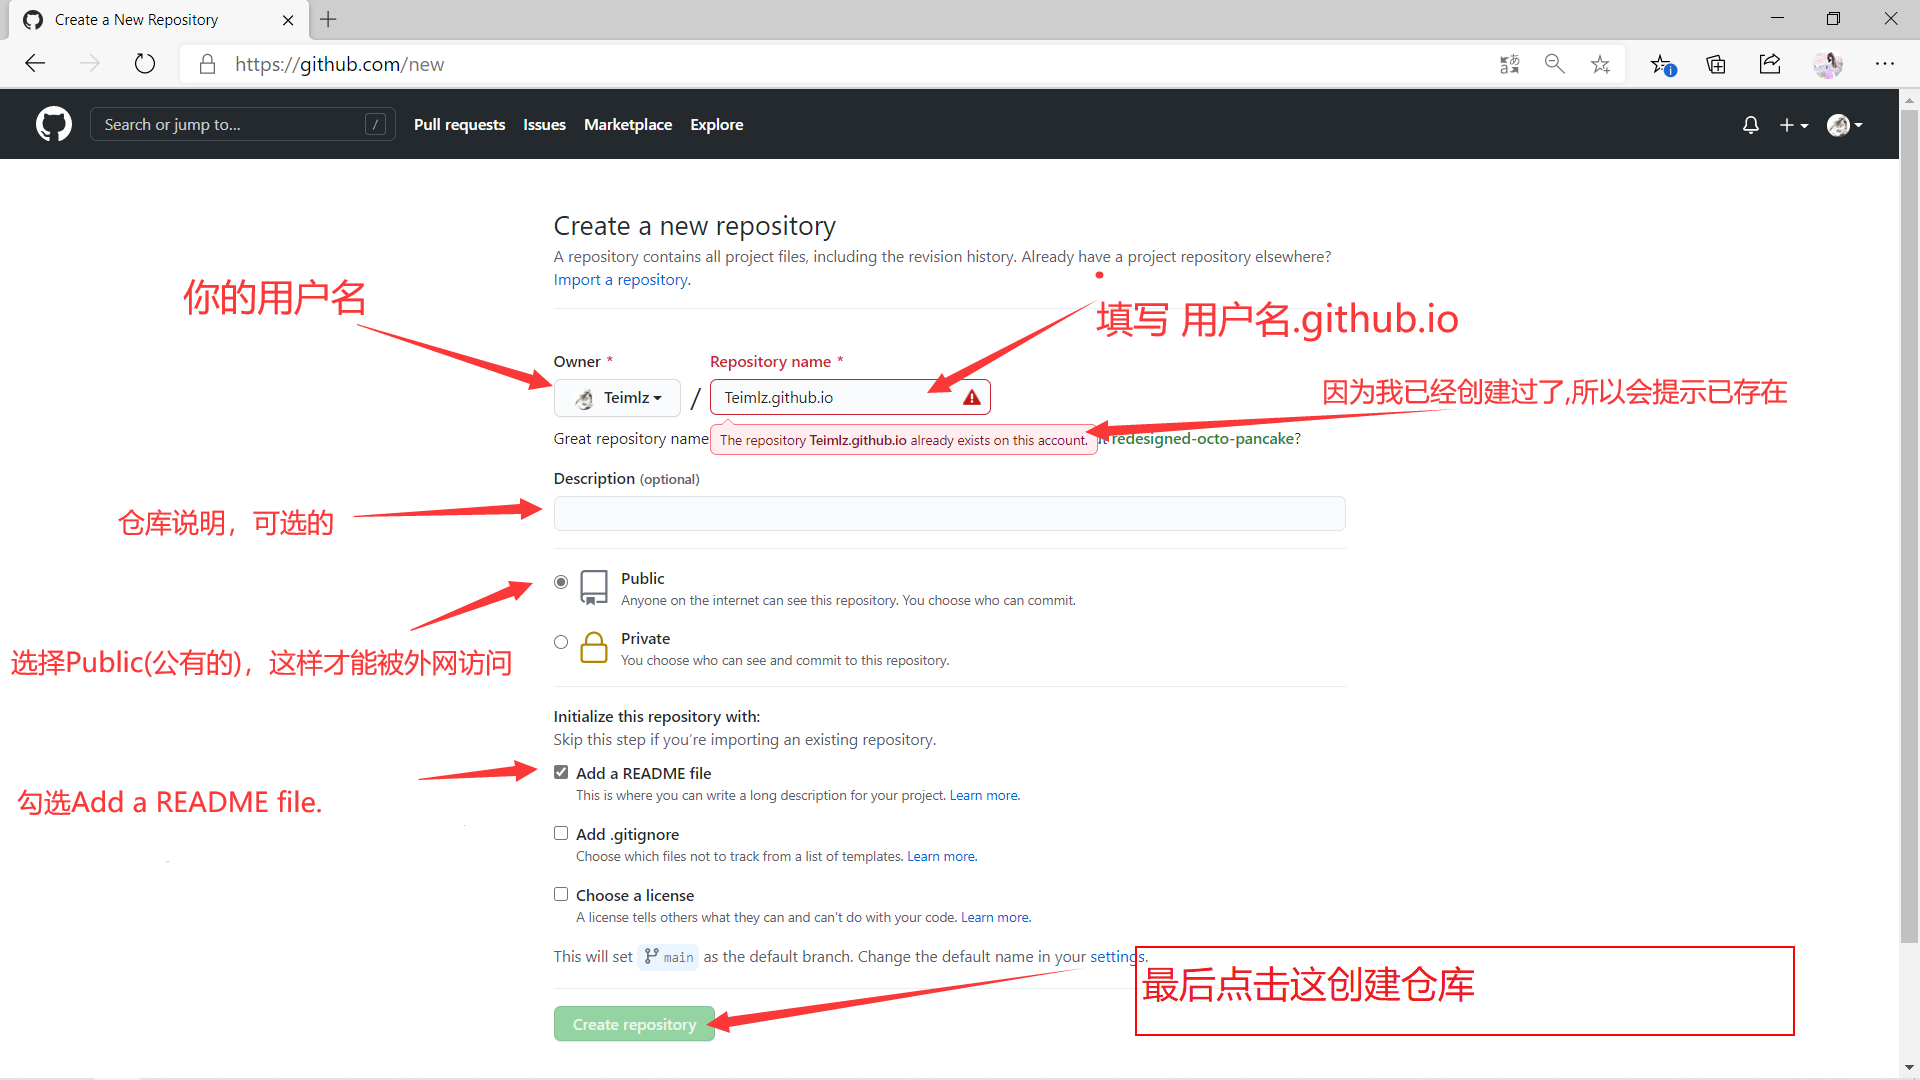 Create a New Repository
https://github.com/new
Search or jump to... /
Pull requests Issues Marketplace Explore
Create a new repository
A repository contains all project files, including the revision history. Already have a project repository elsewhere?
Import a repository.
你的用户名
填写 用户名.github.io
Owner * Repository name *
Teimlz / Teimlz.github.io
因为我已经创建过了,所以会提示已存在
Great repository name
The repository Teimlz.github.io already exists on this account.
redesigned-octo-pancake?
Description (optional)
仓库说明，可选的
Public
Anyone on the internet can see this repository. You choose who can commit.
Private
You choose who can see and commit to this repository.
选择Public(公有的)，这样才能被外网访问
Initialize this repository with:
Skip this step if you're importing an existing repository.
Add a README file
This is where you can write a long description for your project. Learn more.
勾选Add a README file.
Add .gitignore
Choose which files not to track from a list of templates. Learn more.
Choose a license
A license tells others what they can and can't do with your code. Learn more.
This will set main as the default branch. Change the default name in your settings.
最后点击这创建仓库
Create repository